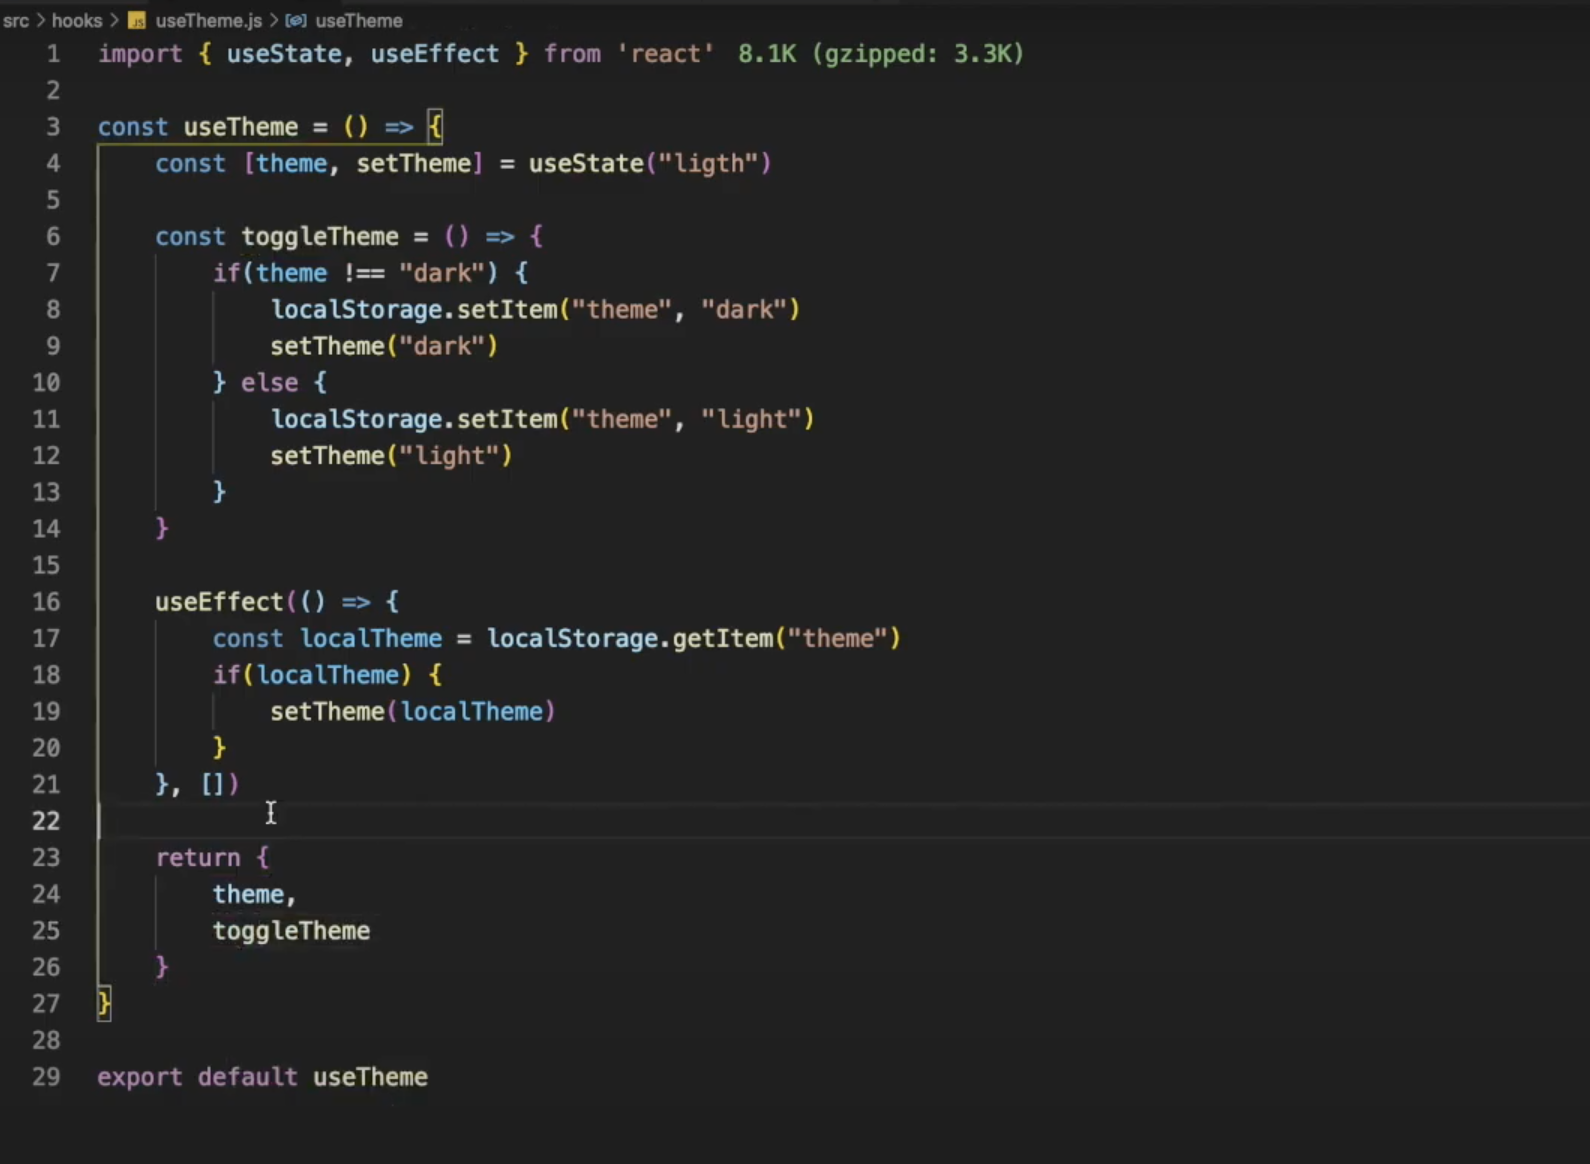 src > hooks > JS useTheme.js > useTheme
1 import { useState, useEffect } from 'react' 8.1K (gzipped: 3.3K)
2
3 const useTheme = () => {
4     const [theme, setTheme] = useState("ligth")
5
6     const toggleTheme = () => {
7         if(theme !== "dark") {
8             localStorage.setItem("theme", "dark")
9             setTheme("dark")
10         } else {
11             localStorage.setItem("theme", "light")
12             setTheme("light")
13         }
14     }
15
16     useEffect(() => {
17         const localTheme = localStorage.getItem("theme")
18         if(localTheme) {
19             setTheme(localTheme)
20         }
21     }, [])
22
23     return {
24         theme,
25         toggleTheme
26     }
27 }
28
29 export default useTheme